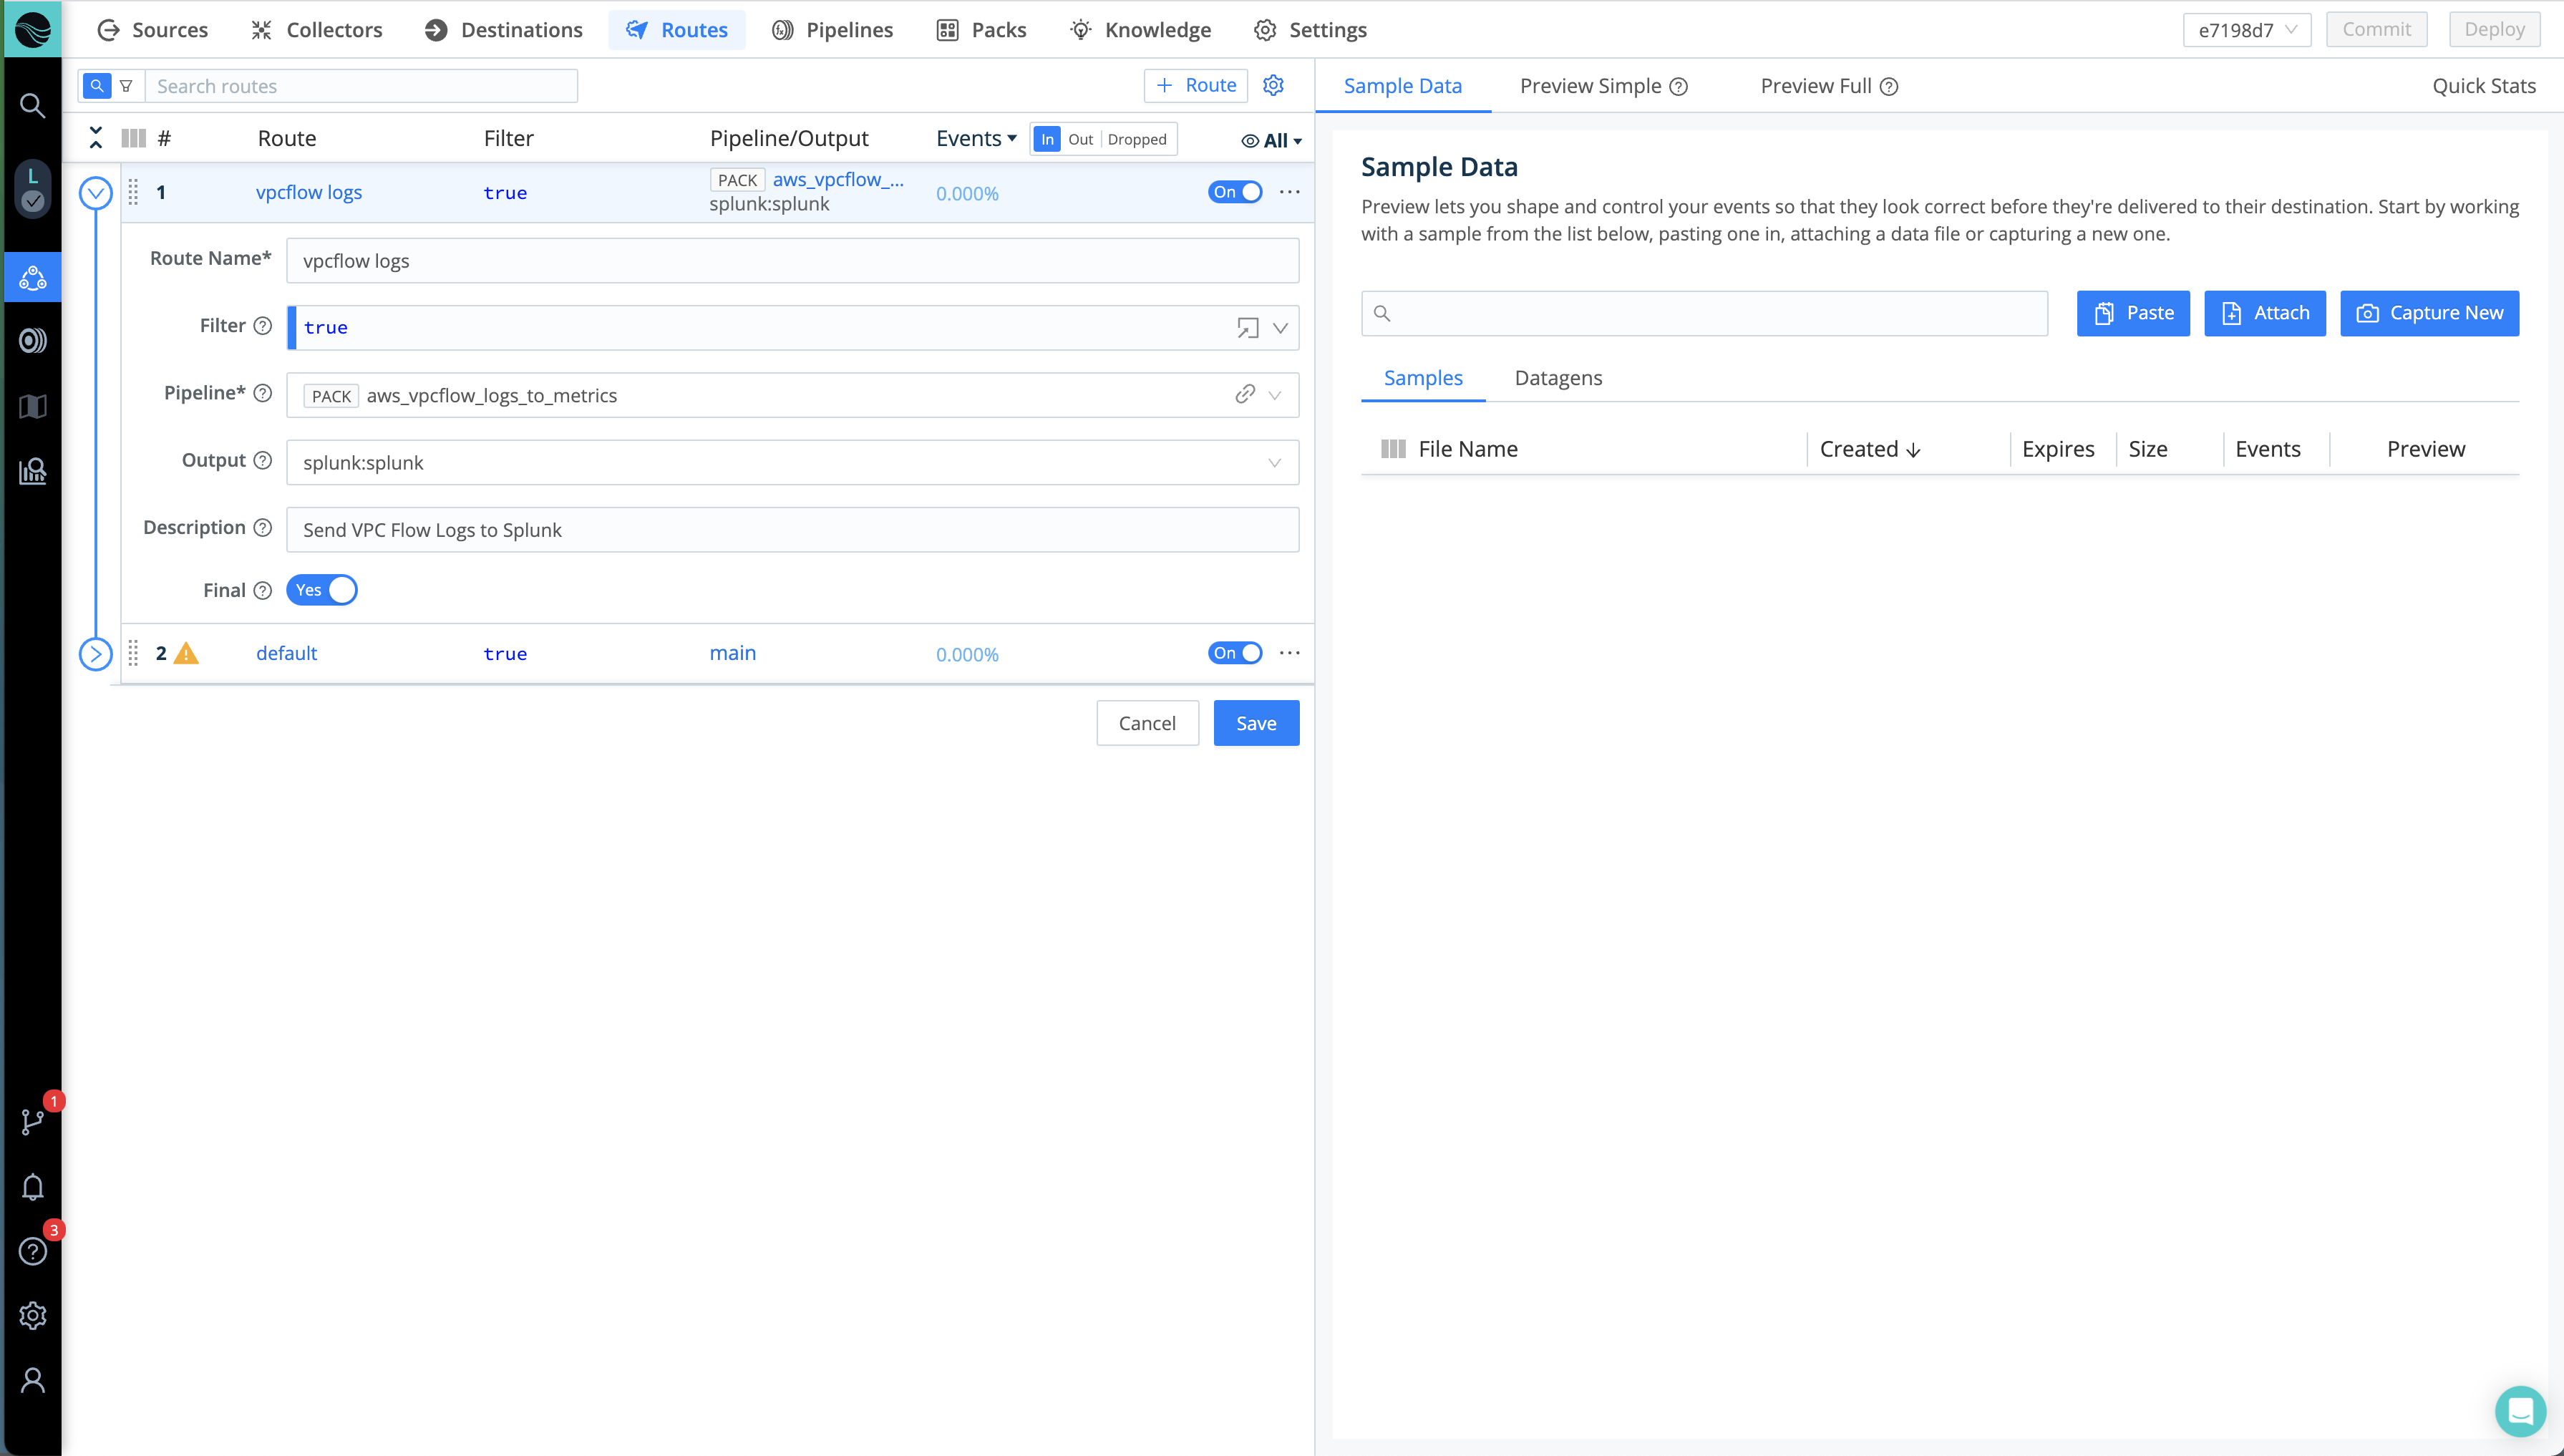 Sources Collectors Destinations Routes Pipelines Packs Knowledge Settings e7198d7 Commit Deploy
Search routes + Route
# Route Filter Pipeline/Output Events In Out Dropped All
L
1 vpcflow logs true PACK aws_vpcflow_... 0.000% On ...
splunk:splunk
Route Name* vpcflow logs
Filter ? true
Pipeline* ? PACK aws_vpcflow_logs_to_metrics
Output ? splunk:splunk
Description ? Send VPC Flow Logs to Splunk
Final ? Yes
2 default true main 0.000% On ...
Cancel Save
1
3
Sample Data Preview Simple ? Preview Full ? Quick Stats
Sample Data
Preview lets you shape and control your events so that they look correct before they're delivered to their destination. Start by working
with a sample from the list below, pasting one in, attaching a data file or capturing a new one.
Paste Attach Capture New
Samples Datagens
File Name Created ↓ Expires Size Events Preview